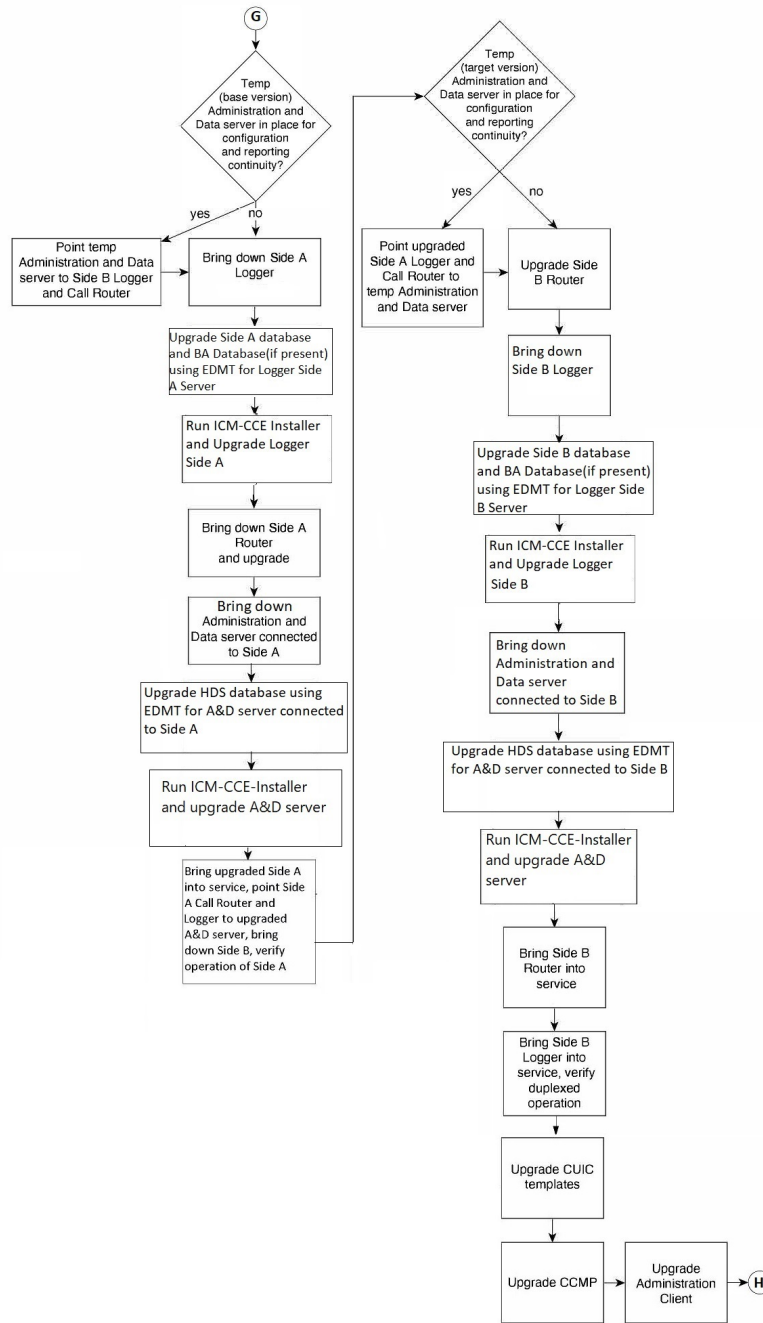 G
Temp
(base version)
Administration and
Data server in place for
configuration
and reporting
continuity?
yes
no
Point temp
Administration and Data
server to Side B Logger
and Call Router
Bring down Side A
Logger
Upgrade Side A database
and BA Database(if present)
using EDMT for Logger Side
A Server
Run ICM-CCE Installer
and Upgrade Logger
Side A
Bring down Side A
Router
and upgrade
Bring down
Administration and
Data server connected
to Side A
Upgrade HDS database using
EDMT for A&D server connected
to Side A
Run ICM-CCE-Installer
and upgrade A&D server
Bring upgraded Side A
into service, point Side
A Call Router and
Logger to upgraded
A&D server, bring
down Side B, verify
operation of Side A
Temp
(target version)
Administration and
Data server in place for
configuration
and reporting
continuity?
yes
no
Point upgraded
Side A Logger and
Call Router to
temp Administration
and Data server
Upgrade Side
B Router
Bring down
Side B Logger
Upgrade Side B database
and BA Database(if present)
using EDMT for Logger Side
B Server
Run ICM-CCE Installer
and Upgrade Logger
Side B
Bring down
Administration and
Data server
connected to Side B
Upgrade HDS database using EDMT
for A&D server connected to Side B
Run ICM-CCE-Installer
and upgrade A&D
server
Bring Side B
Router into
service
Bring Side B
Logger into
service, verify
duplexed
operation
Upgrade CUIC
templates
Upgrade CCMP
Upgrade
Administration
Client
H